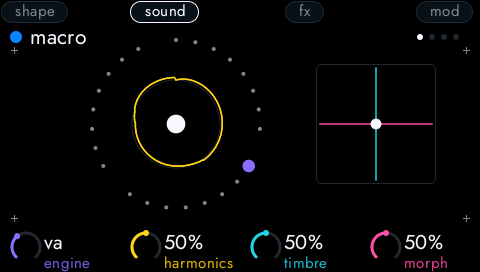 shape sound fx mod
macro
va 50% 50% 50%
engine harmonics timbre morph